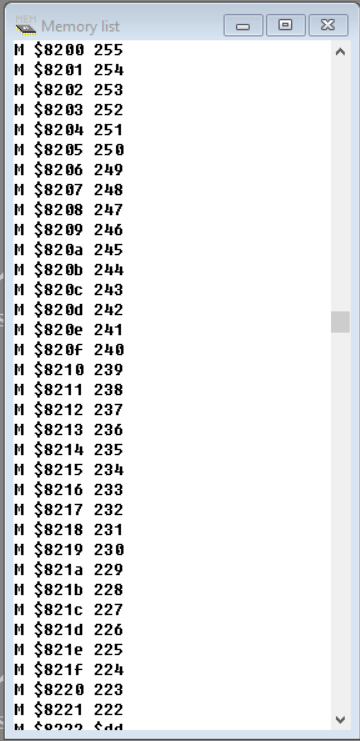 Memory list
M $8200 255
M $8201 254
M $8202 253
M $8203 252
M $8204 251
M $8205 250
M $8206 249
M $8207 248
M $8208 247
M $8209 246
M $820a 245
M $820b 244
M $820c 243
M $820d 242
M $820e 241
M $820f 240
M $8210 239
M $8211 238
M $8212 237
M $8213 236
M $8214 235
M $8215 234
M $8216 233
M $8217 232
M $8218 231
M $8219 230
M $821a 229
M $821b 228
M $821c 227
M $821d 226
M $821e 225
M $821f 224
M $8220 223
M $8221 222
M $8222 $dd